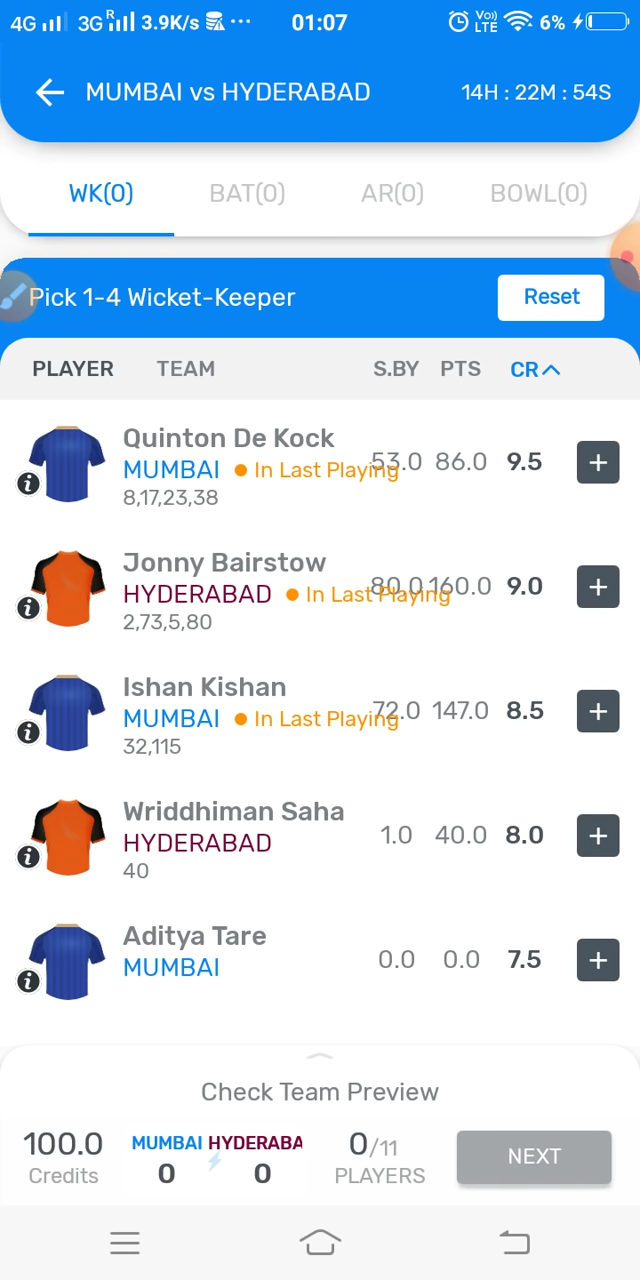 4G 3G R 3.9K/s ... 01:07 Vo) LTE 6%
MUMBAI vs HYDERABAD 14H : 22M : 54S
WK(0) BAT(0) AR(0) BOWL(0)
Pick 1-4 Wicket-Keeper Reset
PLAYER TEAM S.BY PTS CR
Quinton De Kock
MUMBAI In Last Playing 53.0 86.0 9.5 +
8,17,23,38
Jonny Bairstow
HYDERABAD In Last Playing 80.0 160.0 9.0 +
2,73,5,80
Ishan Kishan
MUMBAI In Last Playing 72.0 147.0 8.5 +
32,115
Wriddhiman Saha
HYDERABAD 1.0 40.0 8.0 +
40
Aditya Tare
MUMBAI 0.0 0.0 7.5 +
Check Team Preview
100.0 MUMBAI HYDERABA 0/11 NEXT
Credits 0 0 PLAYERS